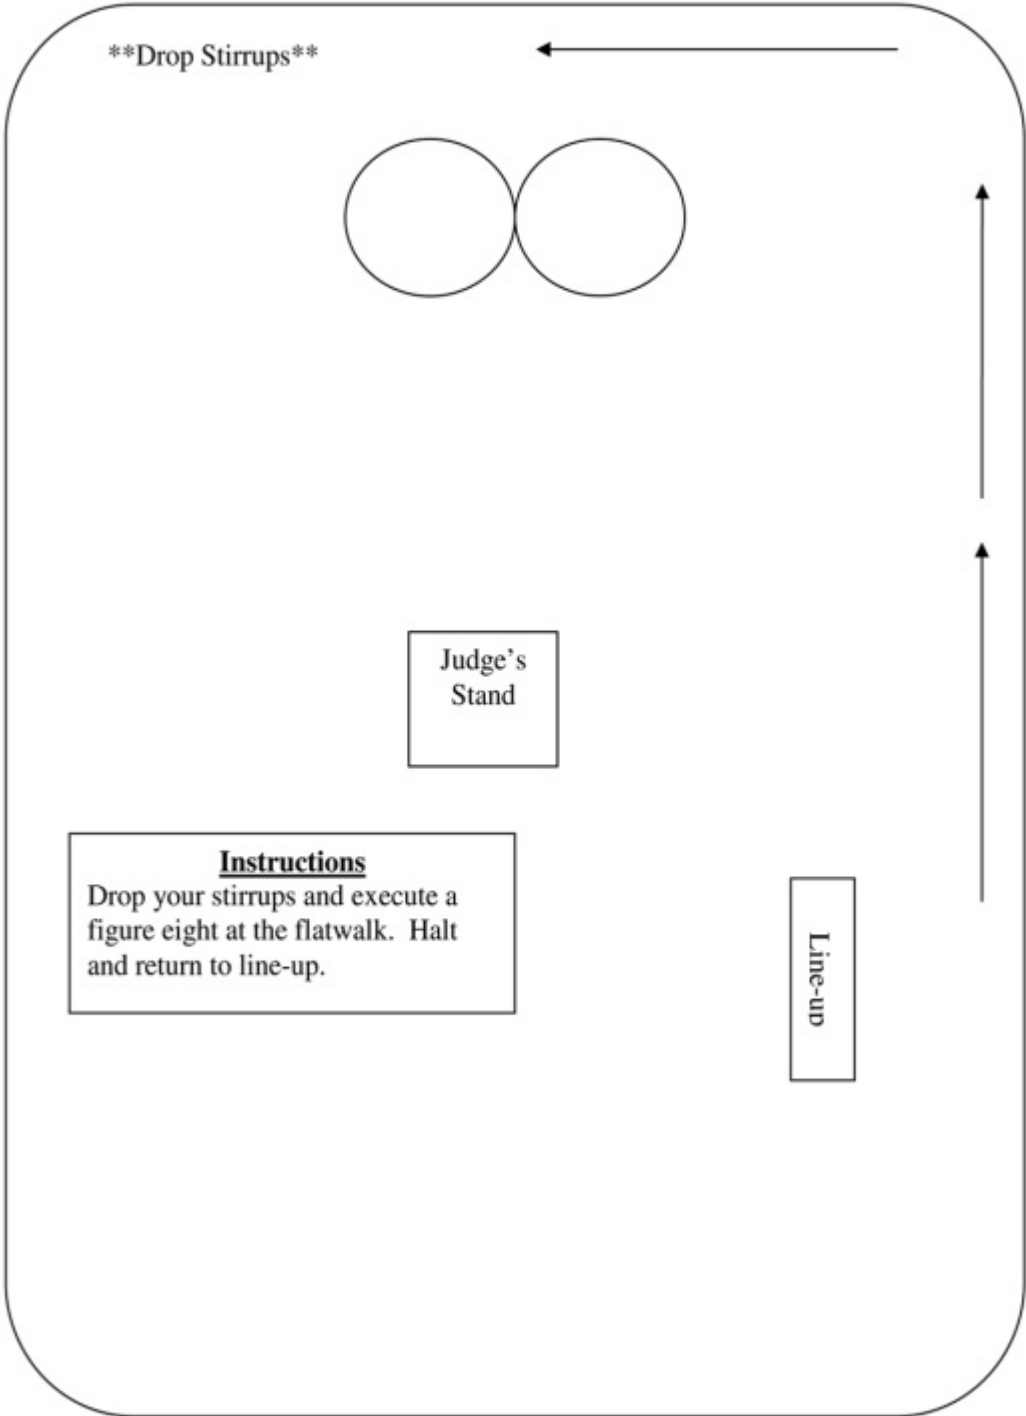 **Drop Stirrups**
Judge's
Stand
Instructions
Drop your stirrups and execute a
figure eight at the flatwalk.  Halt
and return to line-up.
Line-up